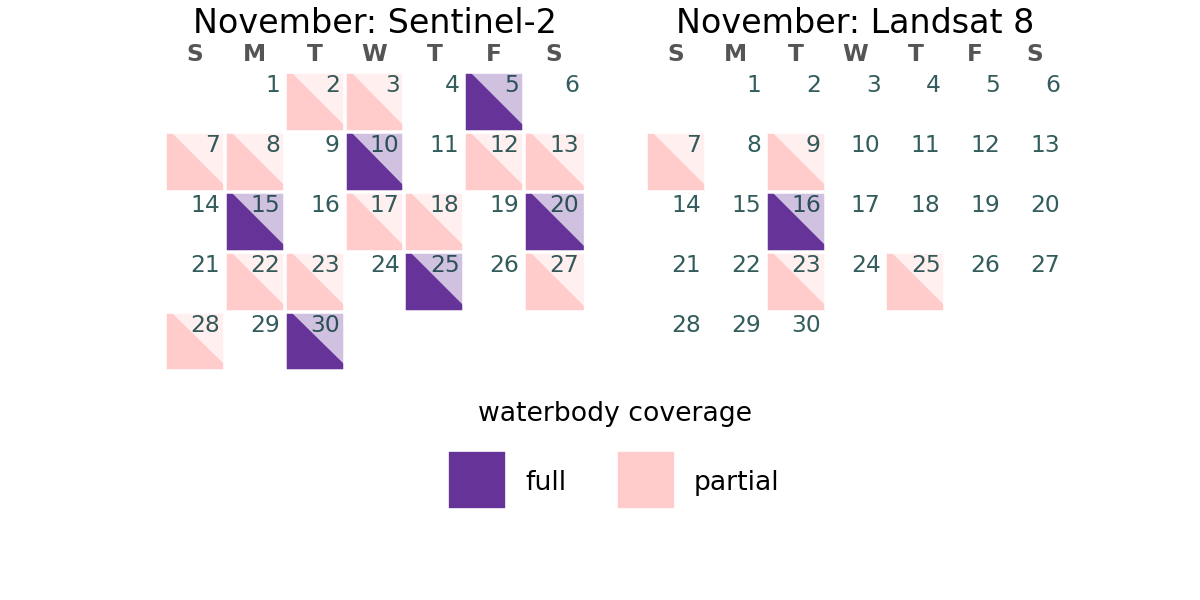 November: Sentinel-2
S M T W T F S
1 2 3 4 5 6
7 8 9 10 11 12 13
14 15 16 17 18 19 20
21 22 23 24 25 26 27
28 29 30
November: Landsat 8
S M T W T F S
1 2 3 4 5 6
7 8 9 10 11 12 13
14 15 16 17 18 19 20
21 22 23 24 25 26 27
28 29 30
waterbody coverage
full partial